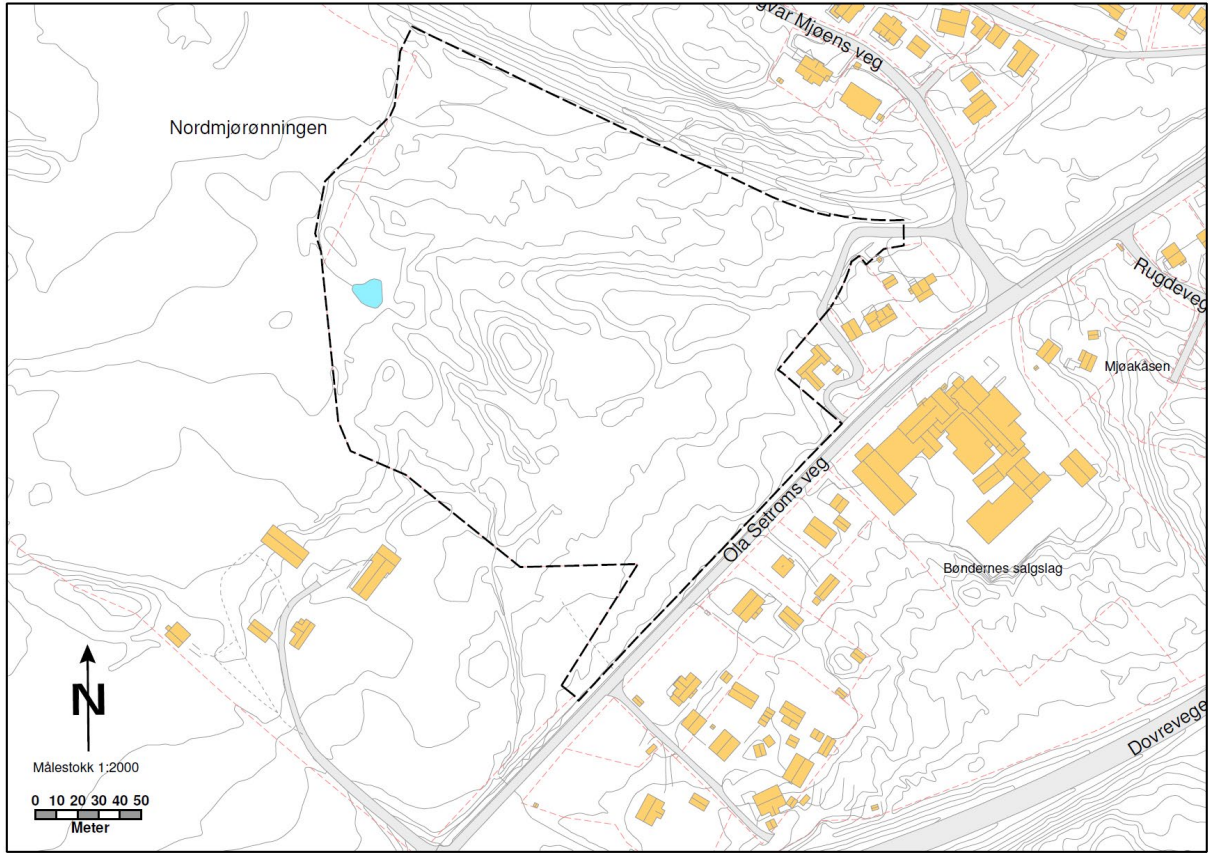 gvar Mjøens veg
Nordmjørønningen
Rugdeveg
Mjøakåsen
Ola Setroms veg
Bøndernes salgslag
Dovrevege
N
Målestokk 1:2000
0 10 20 30 40 50
Meter